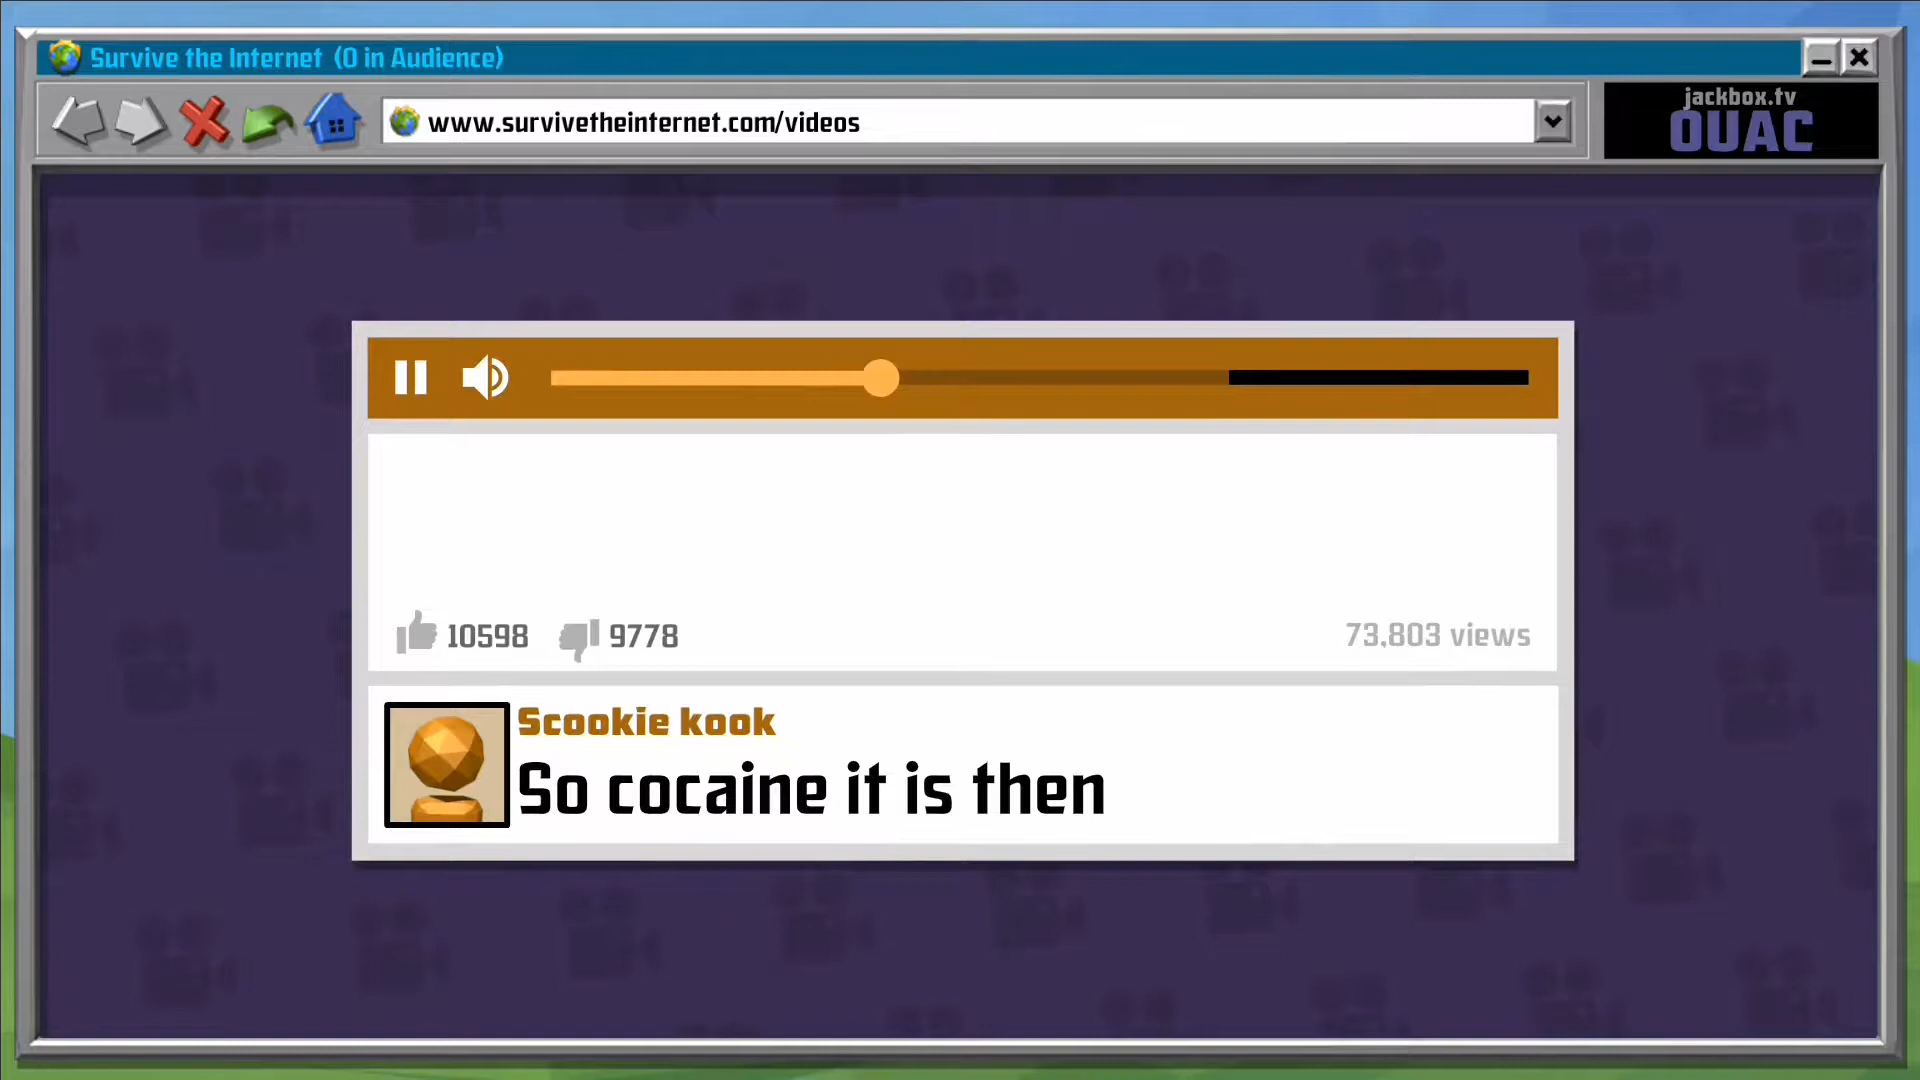 Survive the Internet (0 in Audience)
www.survivetheinternet.com/videos
jackbox.tv
OUAC
10598 9778 73,803 views
Scookie kook
So cocaine it is then